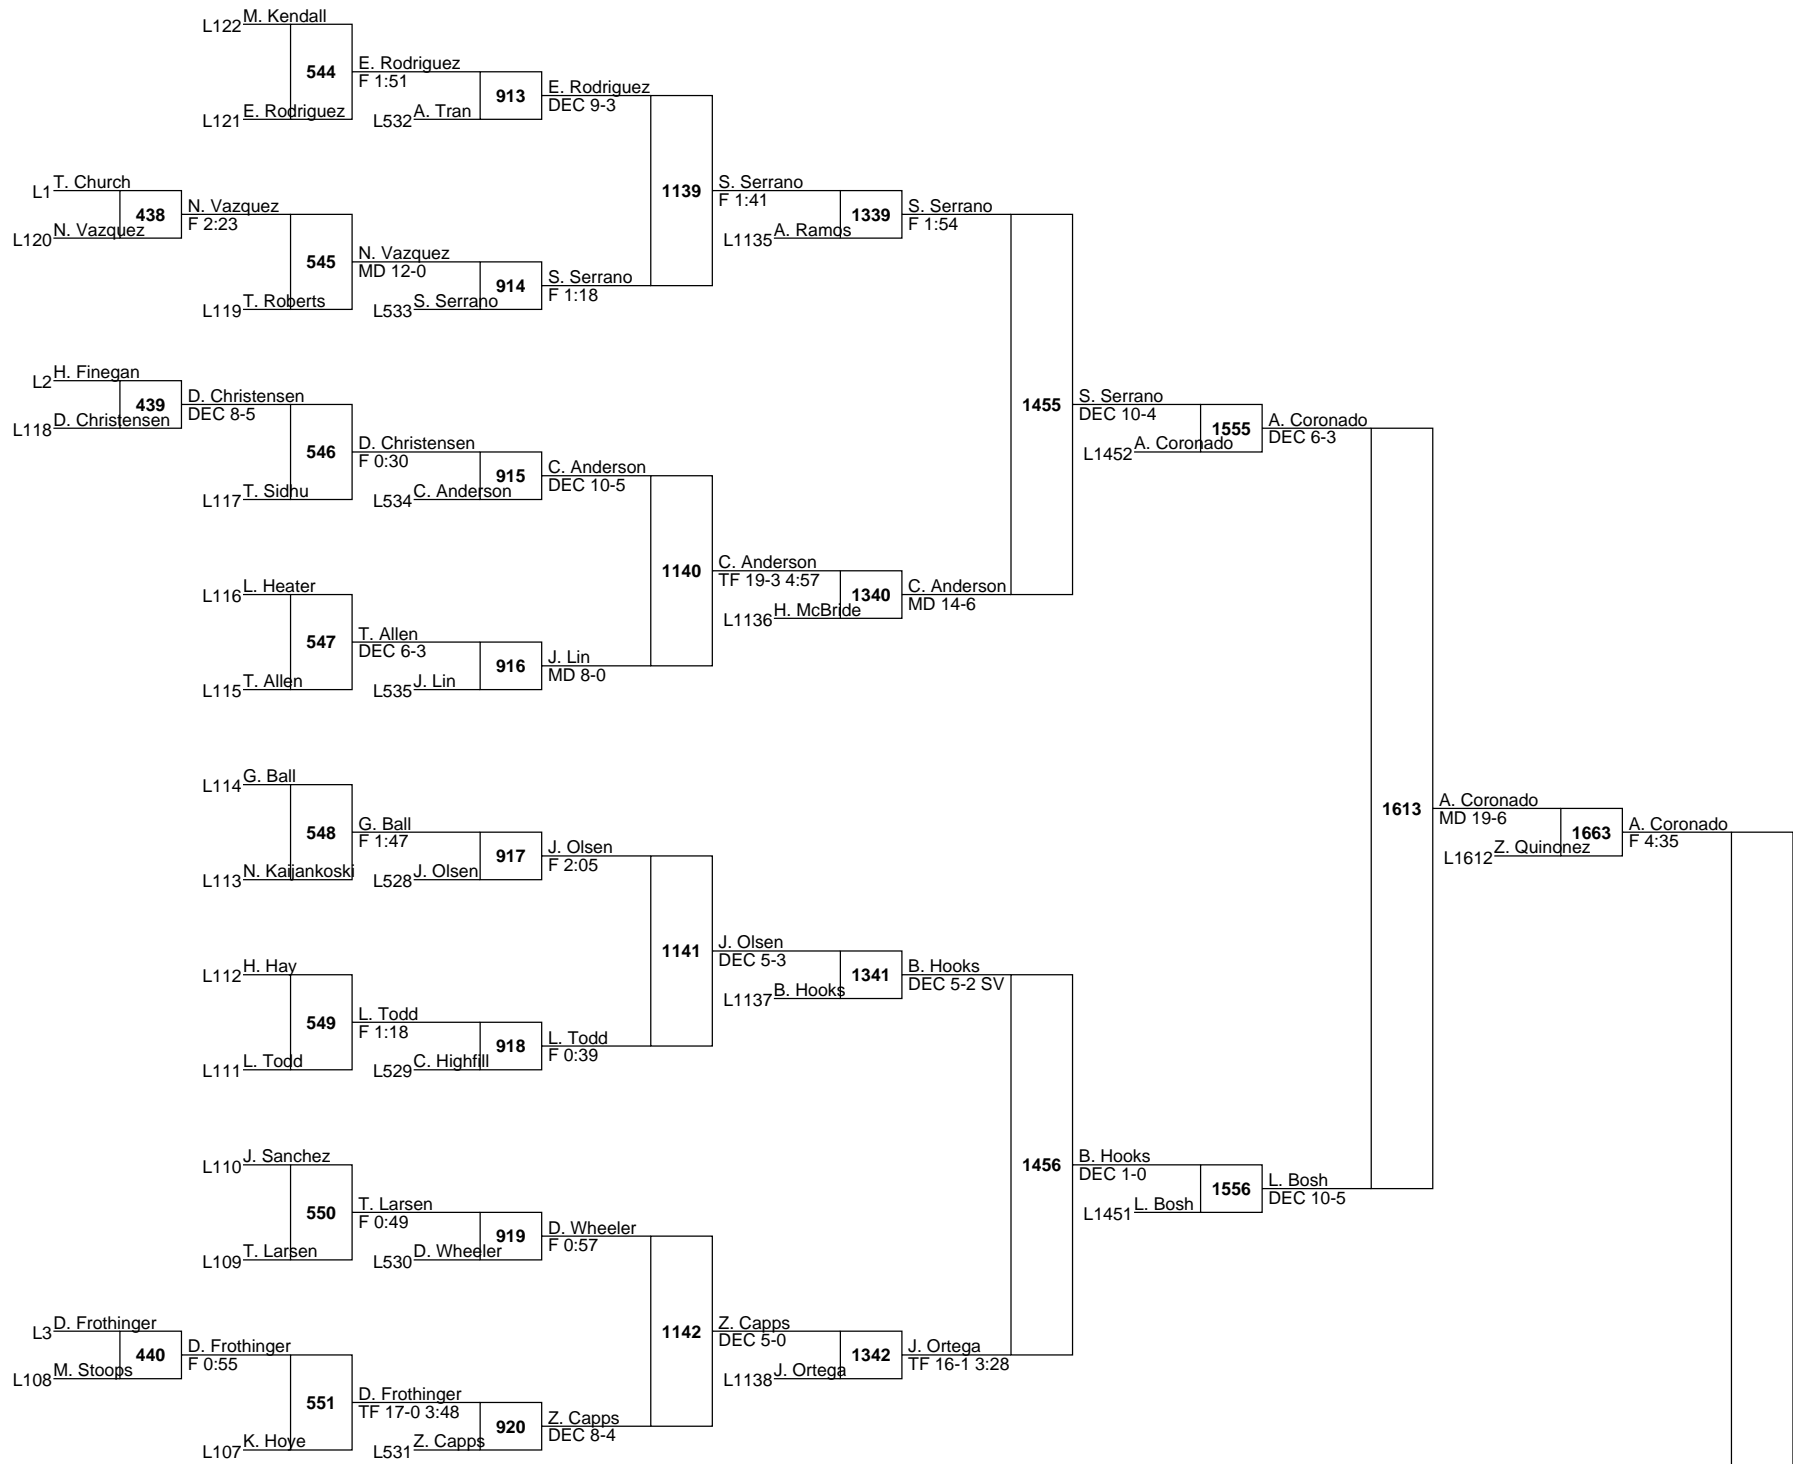 L122 M. Kendall
544
E. Rodriguez
F 1:51
L121 E. Rodriguez
L532 A. Tran
913
E. Rodriguez
DEC 9-3
L1 T. Church
438
N. Vazquez
F 2:23
L120 N. Vazquez
545
N. Vazquez
MD 12-0
L119 T. Roberts
L533 S. Serrano
914
S. Serrano
F 1:18
1139
S. Serrano
F 1:41
L1135 A. Ramos
1339
S. Serrano
F 1:54
L2 H. Finegan
439
D. Christensen
DEC 8-5
L118 D. Christensen
546
D. Christensen
F 0:30
L117 T. Sidhu
L534 C. Anderson
915
C. Anderson
DEC 10-5
L116 L. Heater
547
T. Allen
DEC 6-3
L115 T. Allen
L535 J. Lin
916
J. Lin
MD 8-0
1140
C. Anderson
TF 19-3 4:57
L1136 H. McBride
1340
C. Anderson
MD 14-6
1455
S. Serrano
DEC 10-4
L1452 A. Coronado
1555
A. Coronado
DEC 6-3
L114 G. Ball
548
G. Ball
F 1:47
L113 N. Kaijankoski
L528 J. Olsen
917
J. Olsen
F 2:05
L112 H. Hay
549
L. Todd
F 1:18
L111 L. Todd
L529 C. Highfill
918
L. Todd
F 0:39
1141
J. Olsen
DEC 5-3
L1137 B. Hooks
1341
B. Hooks
DEC 5-2 SV
L110 J. Sanchez
550
T. Larsen
F 0:49
L109 T. Larsen
L530 D. Wheeler
919
D. Wheeler
F 0:57
L3 D. Frothinger
440
D. Frothinger
F 0:55
L108 M. Stoops
551
D. Frothinger
TF 17-0 3:48
L107 K. Hoye
L531 Z. Capps
920
Z. Capps
DEC 8-4
1142
Z. Capps
DEC 5-0
L1138 J. Ortega
1342
J. Ortega
TF 16-1 3:28
1456
B. Hooks
DEC 1-0
L1451 L. Bosh
1556
L. Bosh
DEC 10-5
1613
A. Coronado
MD 19-6
L1612 Z. Quinonez
1663
A. Coronado
F 4:35